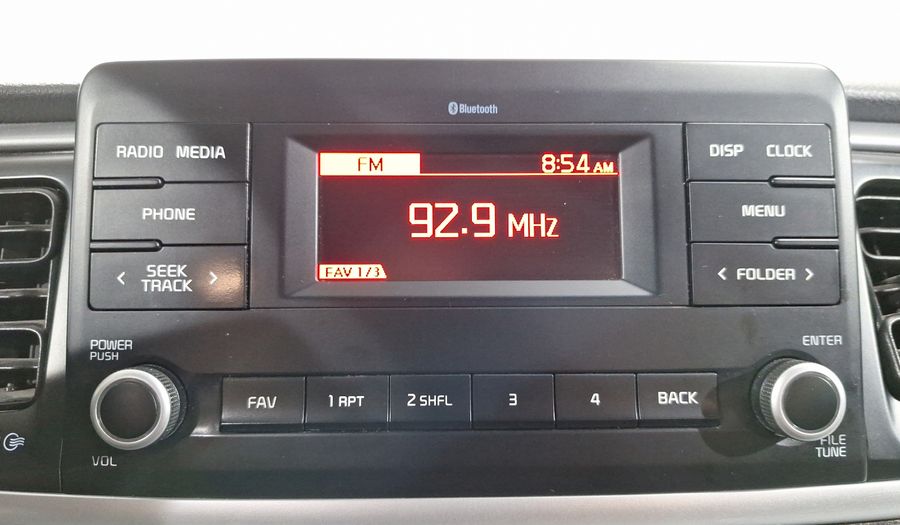 Bluetooth
RADIO MEDIA
FM 8:54 AM
DISP CLOCK
PHONE
92.9 MHz
MENU
< SEEK TRACK >
FAV 1/3
< FOLDER >
POWER
PUSH
ENTER
FAV
1 RPT
2 SHFL
3
4
BACK
VOL
FILE
TUNE